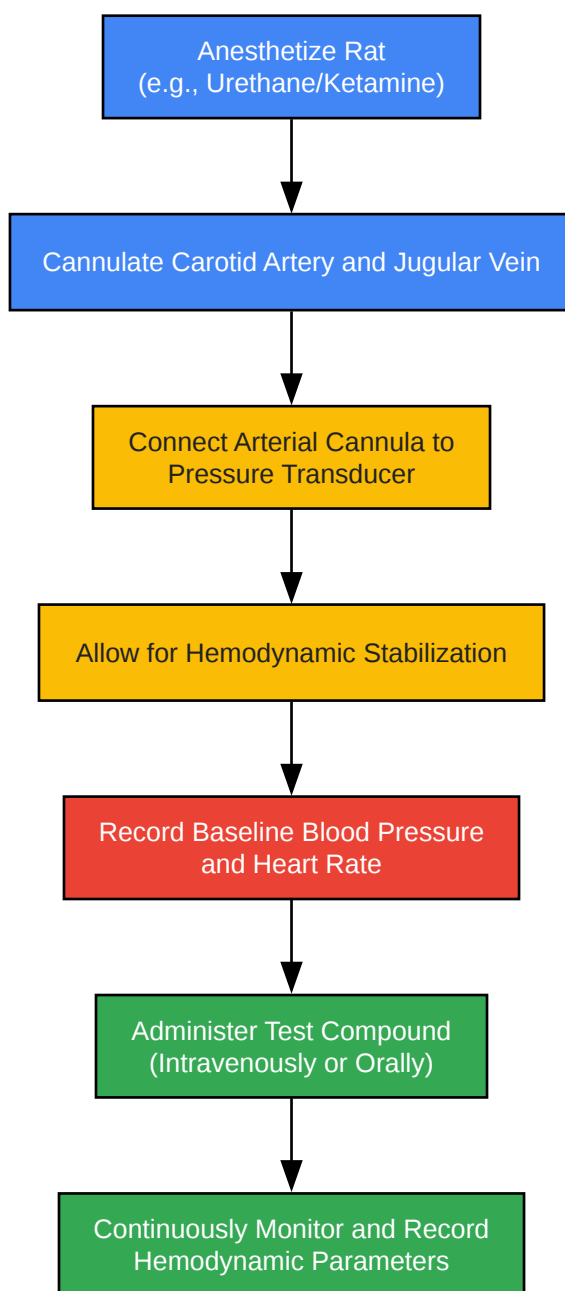 Anesthetize Rat
(e.g., Urethane/Ketamine)
Cannulate Carotid Artery and Jugular Vein
Connect Arterial Cannula to
Pressure Transducer
Allow for Hemodynamic Stabilization
Record Baseline Blood Pressure
and Heart Rate
Administer Test Compound
(Intravenously or Orally)
Continuously Monitor and Record
Hemodynamic Parameters